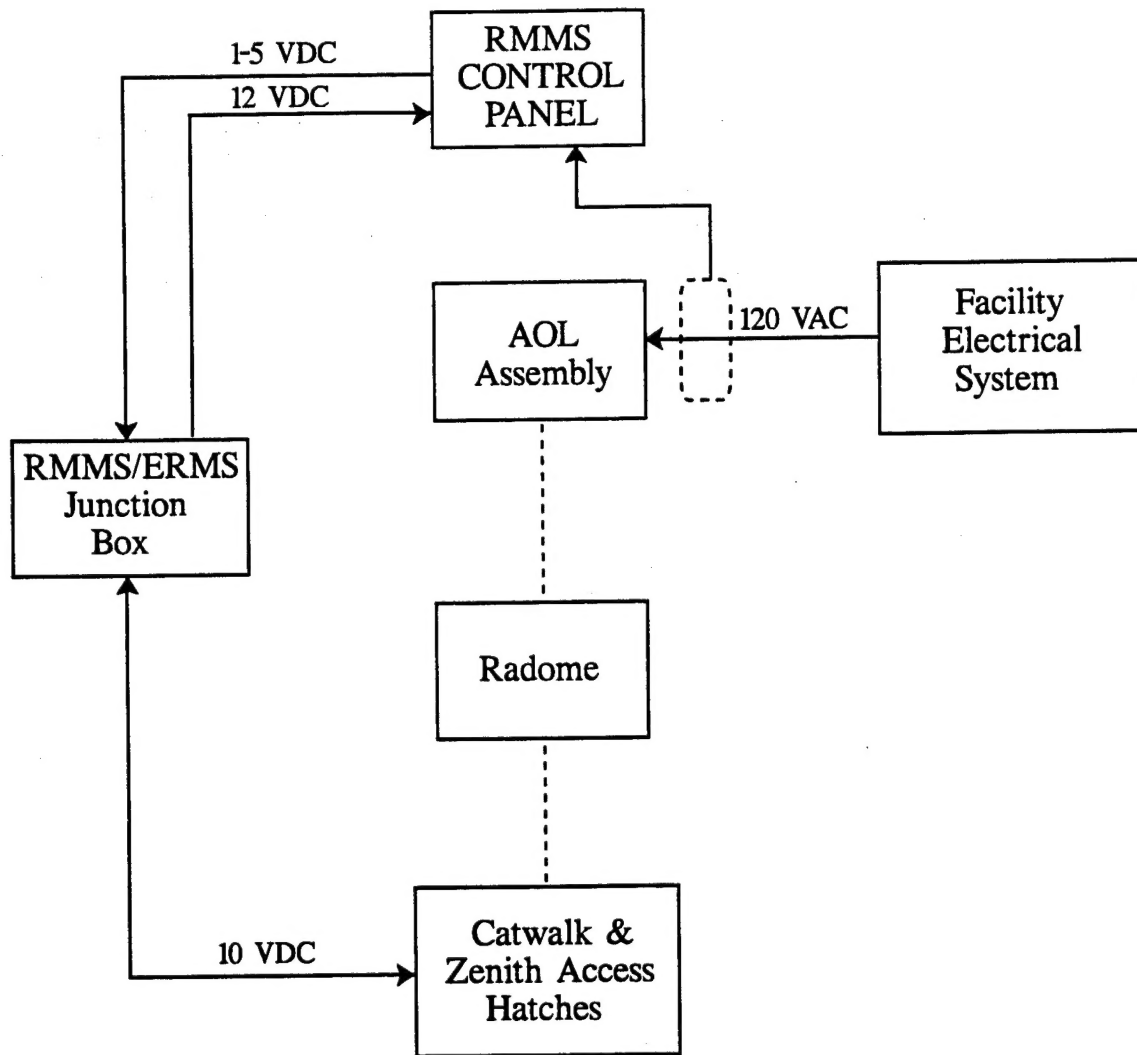 RMMS
CONTROL
PANEL
1-5 VDC
12 VDC
AOL
Assembly
120 VAC
Facility
Electrical
System
RMMS/ERMS
Junction
Box
Radome
10 VDC
Catwalk &
Zenith Access
Hatches